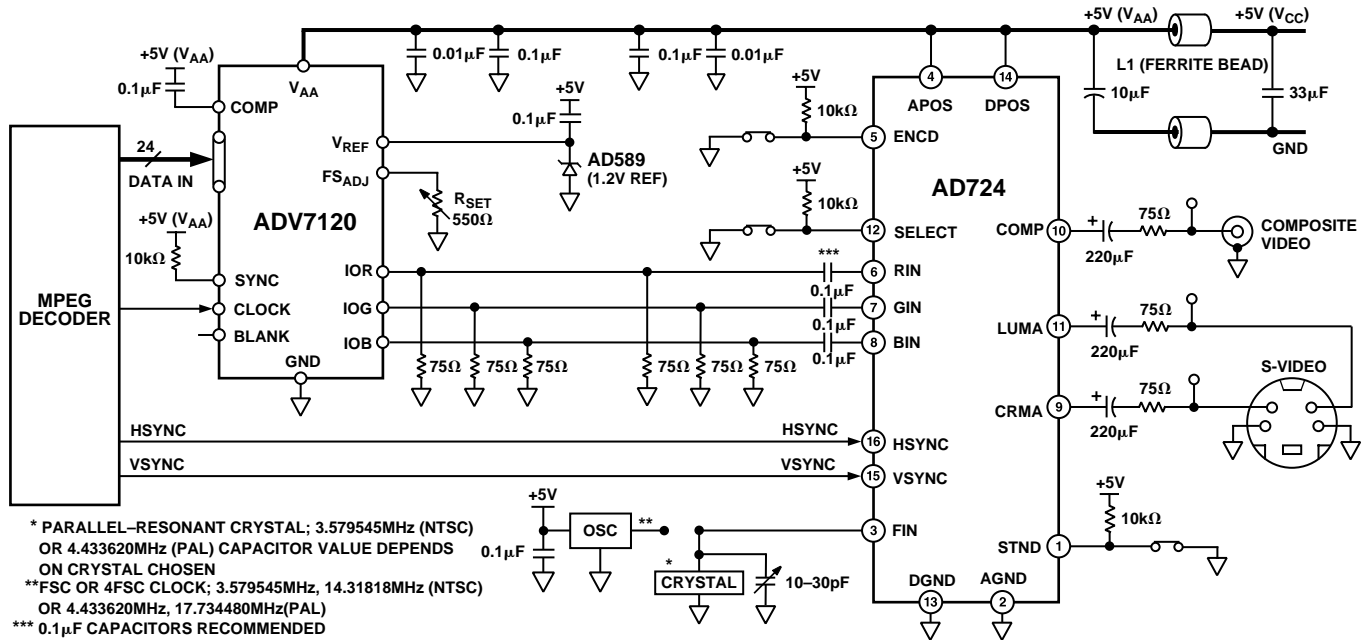 +5V (VAA)
+5V (VCC)
0.01µF
0.1µF
0.1µF
0.01µF
L1 (FERRITE BEAD)
10µF
33µF
GND
+5V (VAA)
0.1µF
VAA
COMP
24
DATA IN
+5V (VAA)
10kΩ
SYNC
CLOCK
BLANK
GND
MPEG
DECODER
ADV7120
VREF
FSADJ
IOR
IOG
IOB
+5V
0.1µF
AD589
(1.2V REF)
RSET
550Ω
75Ω
75Ω
75Ω
75Ω
75Ω
75Ω
***
0.1µF
0.1µF
0.1µF
+5V
10kΩ
+5V
10kΩ
4
APOS
14
DPOS
5
ENCD
AD724
12
SELECT
6
RIN
7
GIN
8
BIN
COMP
10
LUMA
11
CRMA
9
+
220µF
75Ω
COMPOSITE
VIDEO
+
220µF
75Ω
+
220µF
75Ω
S-VIDEO
HSYNC
HSYNC
16
HSYNC
VSYNC
VSYNC
15
VSYNC
+5V
0.1µF
OSC
**
3
FIN
*
CRYSTAL
10–30pF
DGND
13
AGND
2
STND
1
+5V
10kΩ
* PARALLEL–RESONANT CRYSTAL; 3.579545MHz (NTSC)
OR 4.433620MHz (PAL) CAPACITOR VALUE DEPENDS
ON CRYSTAL CHOSEN
**FSC OR 4FSC CLOCK; 3.579545MHz, 14.31818MHz (NTSC)
OR 4.433620MHz, 17.734480MHz(PAL)
*** 0.1µF CAPACITORS RECOMMENDED